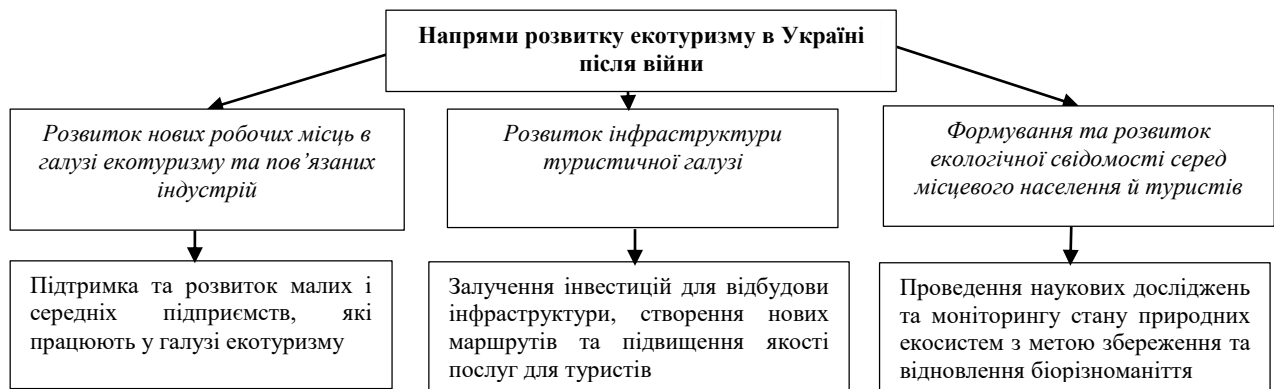 Напрями розвитку екотуризму в Україні
після війни
Розвиток нових робочих місць в
галузі екотуризму та пов’язаних
індустрій
Розвиток інфраструктури
туристичної галузі
Формування та розвиток
екологічної свідомості серед
місцевого населення й туристів
Підтримка та розвиток малих і
середніх підприємств, які
працюють у галузі екотуризму
Залучення інвестицій для відбудови
інфраструктури, створення нових
маршрутів та підвищення якості
послуг для туристів
Проведення наукових досліджень
та моніторингу стану природних
екосистем з метою збереження та
відновлення біорізноманіття